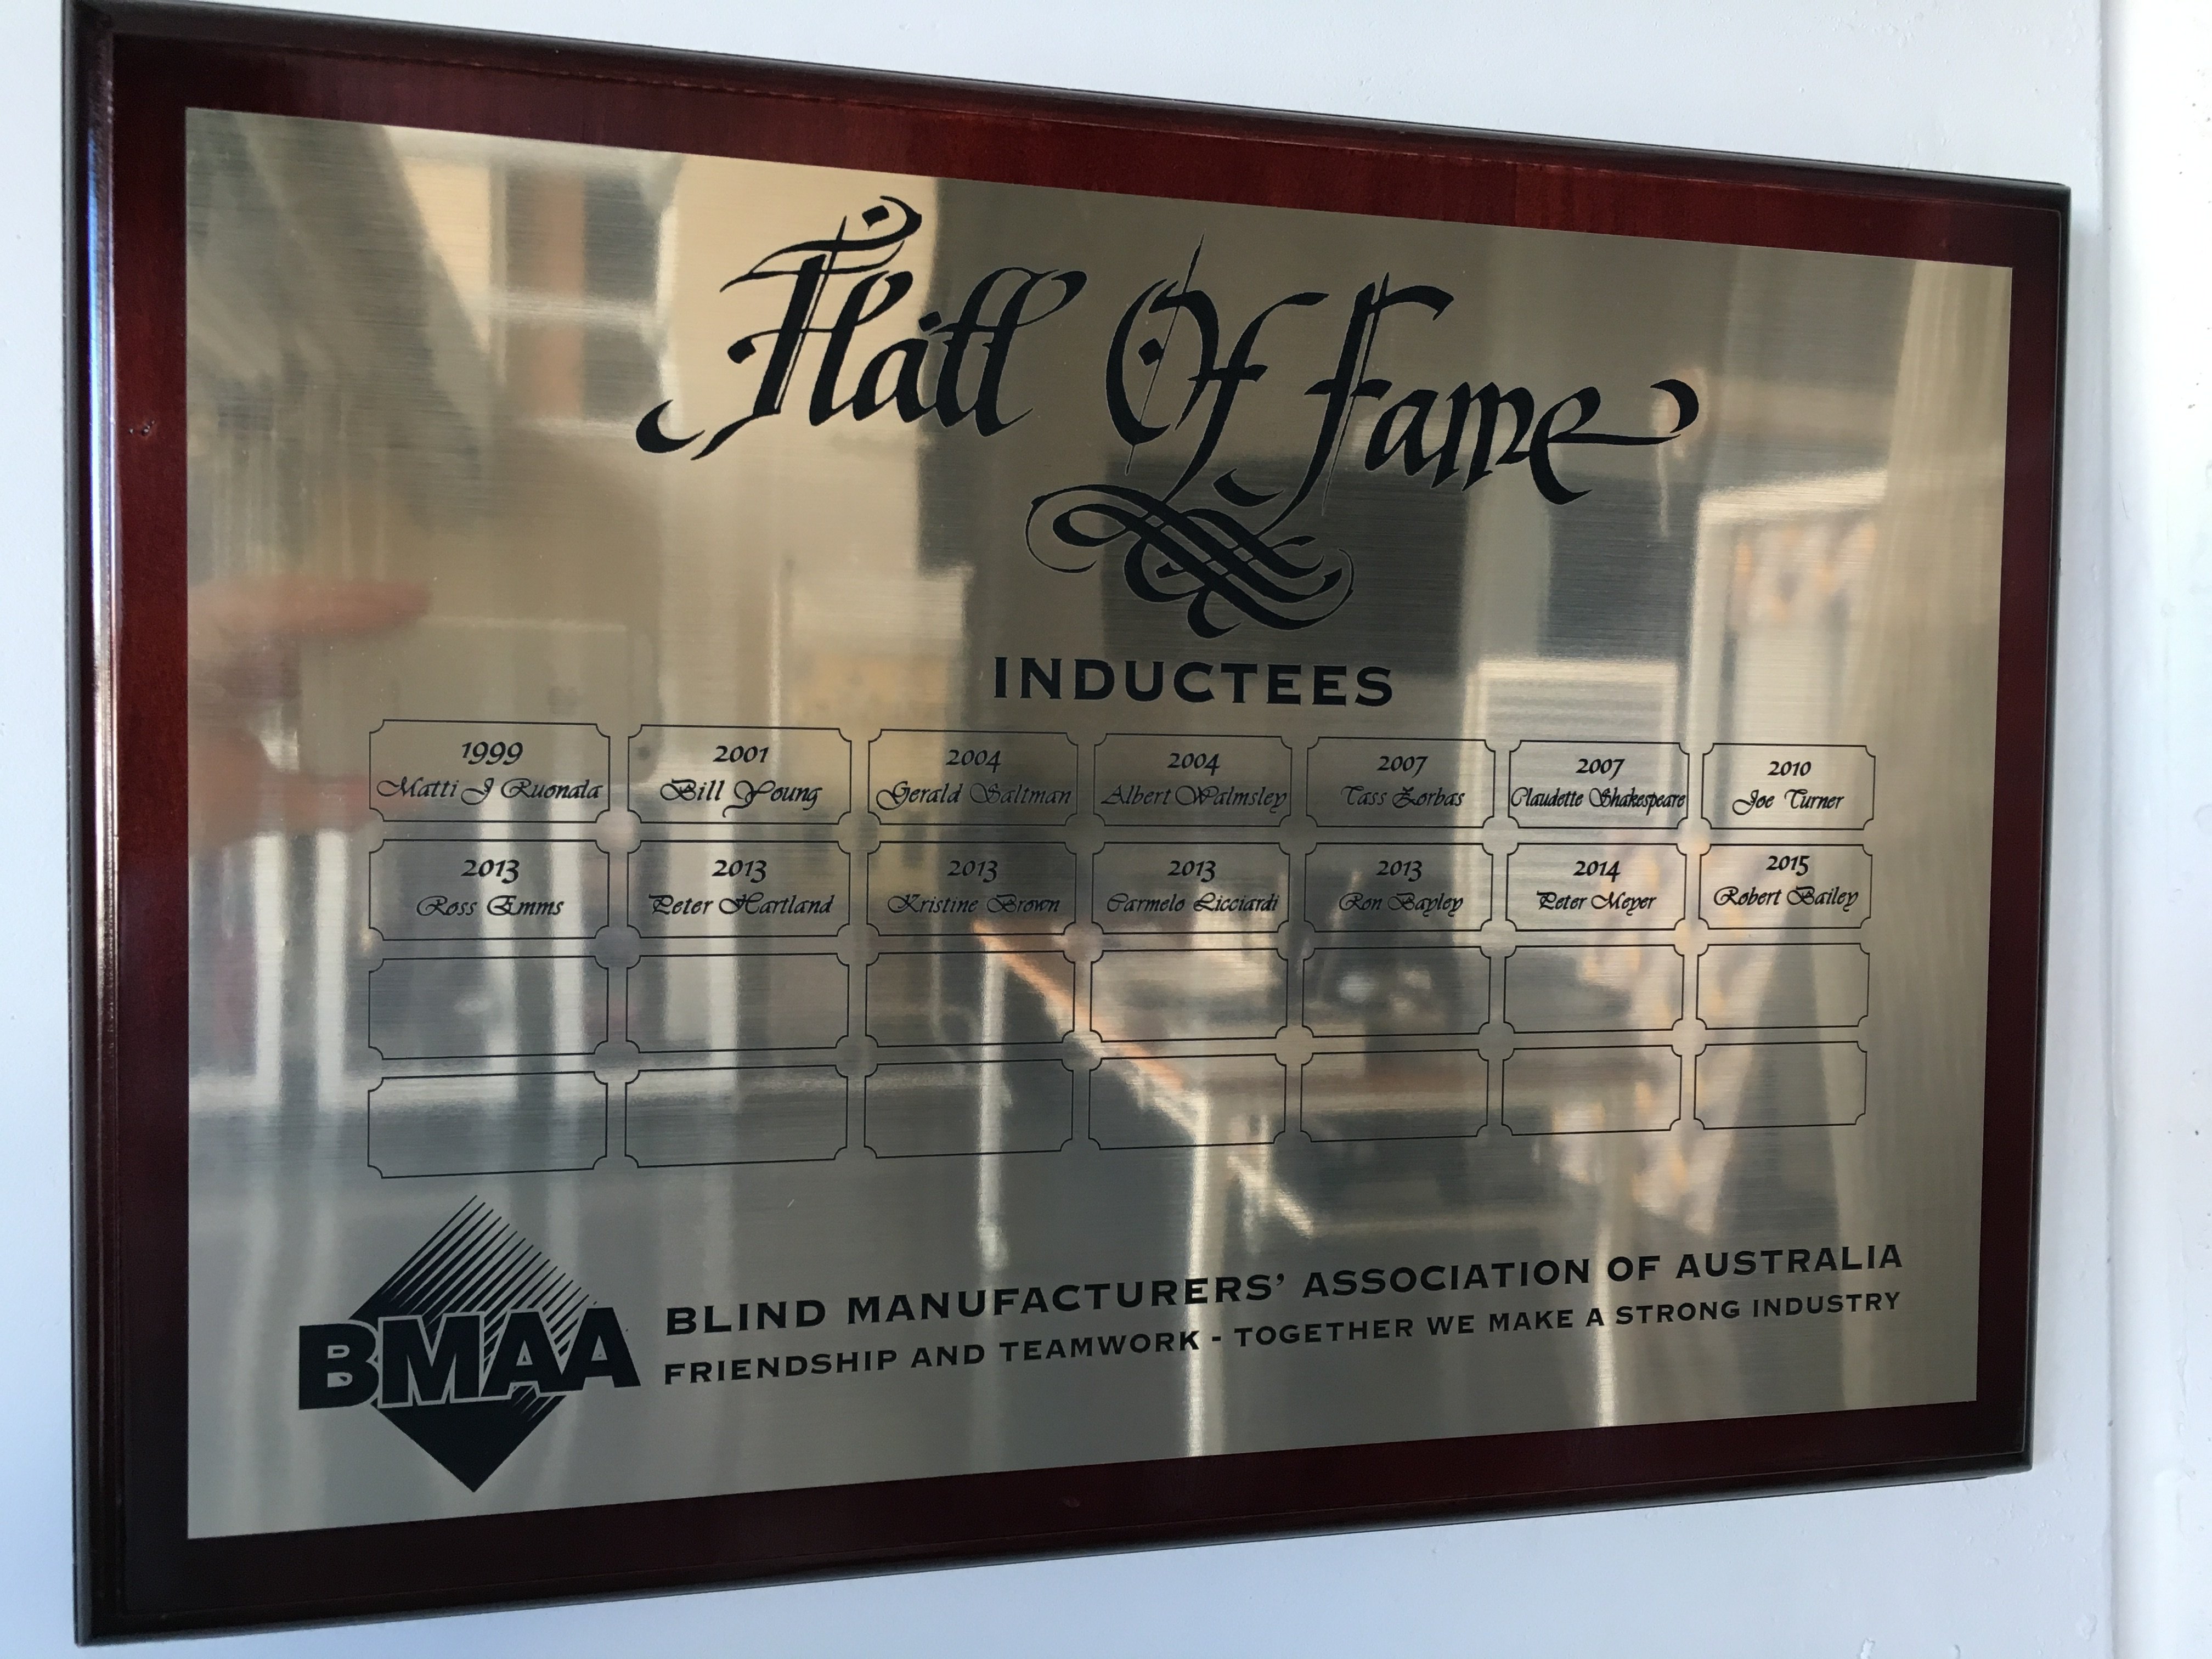 Hall Of Fame
INDUCTEES
1999
Matti J Ruonala
2001
Bill Young
2004
Gerald Saltman
2004
Albert Walmsley
2007
Tass Zorbas
2007
Claudette Shakespeare
2010
Joe Turner
2013
Ross Emms
2013
Peter Hartland
2013
Kristine Brown
2013
Carmelo Licciardi
2013
Ron Bayley
2014
Peter Meyer
2015
Robert Bailey
BMAA
BLIND MANUFACTURERS' ASSOCIATION OF AUSTRALIA
FRIENDSHIP AND TEAMWORK - TOGETHER WE MAKE A STRONG INDUSTRY